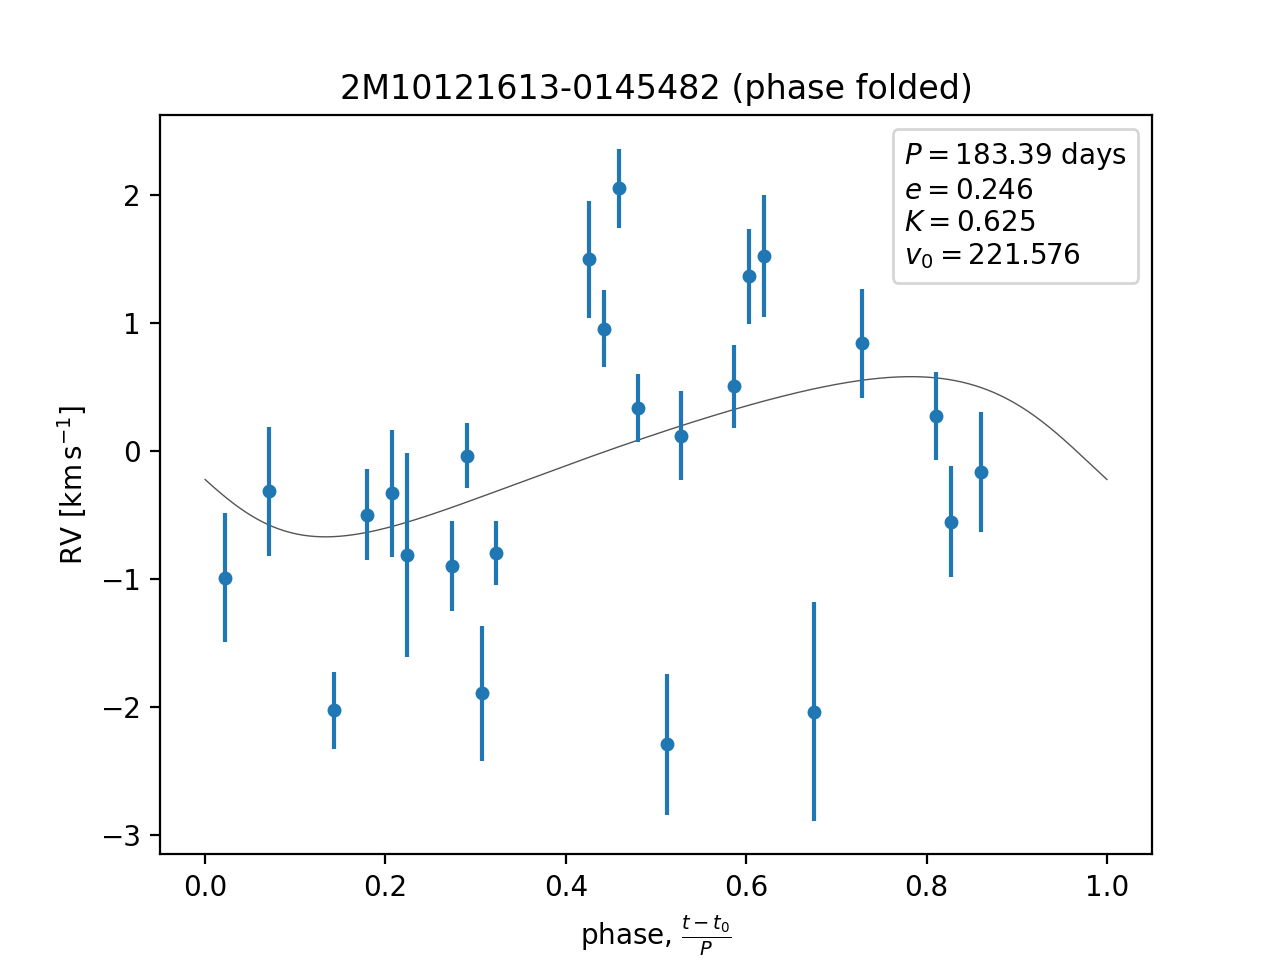 2M10121613-0145482 (phase folded)
P = 183.39 days
e = 0.246
K = 0.625
v₀ = 221.576
2
1
0
−1
−2
−3
RV [km s⁻¹]
0.0 0.2 0.4 0.6 0.8 1.0
phase, (t − t₀)/P